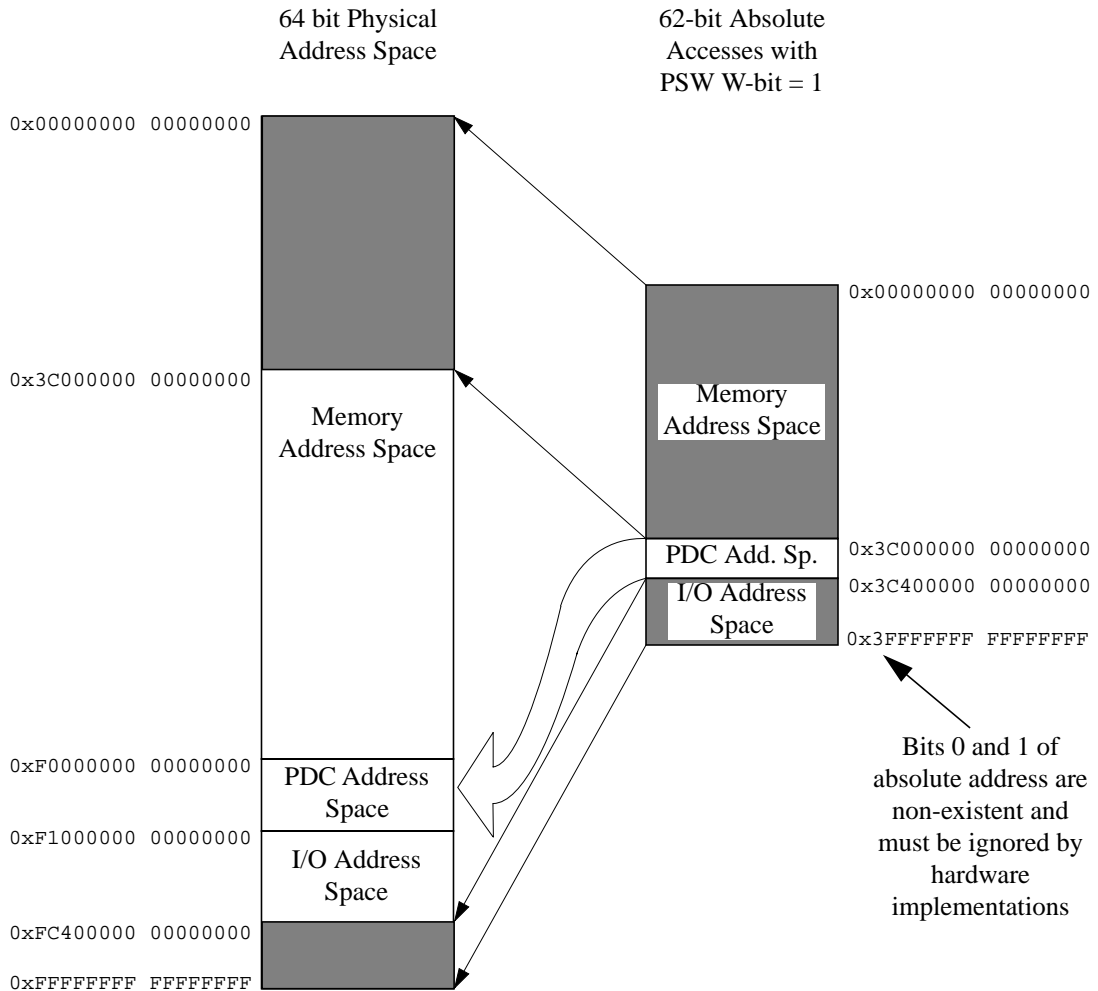 64 bit Physical
Address Space
62-bit Absolute
Accesses with
PSW W-bit = 1
0x00000000 00000000
0x00000000 00000000
0x3C000000 00000000
Memory
Address Space
Memory
Address Space
PDC Add. Sp.
0x3C000000 00000000
0x3C400000 00000000
I/O Address
Space
0x3FFFFFFF FFFFFFFF
0xF0000000 00000000
PDC Address
Space
0xF1000000 00000000
I/O Address
Space
0xFC400000 00000000
0xFFFFFFFF FFFFFFFF
Bits 0 and 1 of
absolute address are
non-existent and
must be ignored by
hardware
implementations